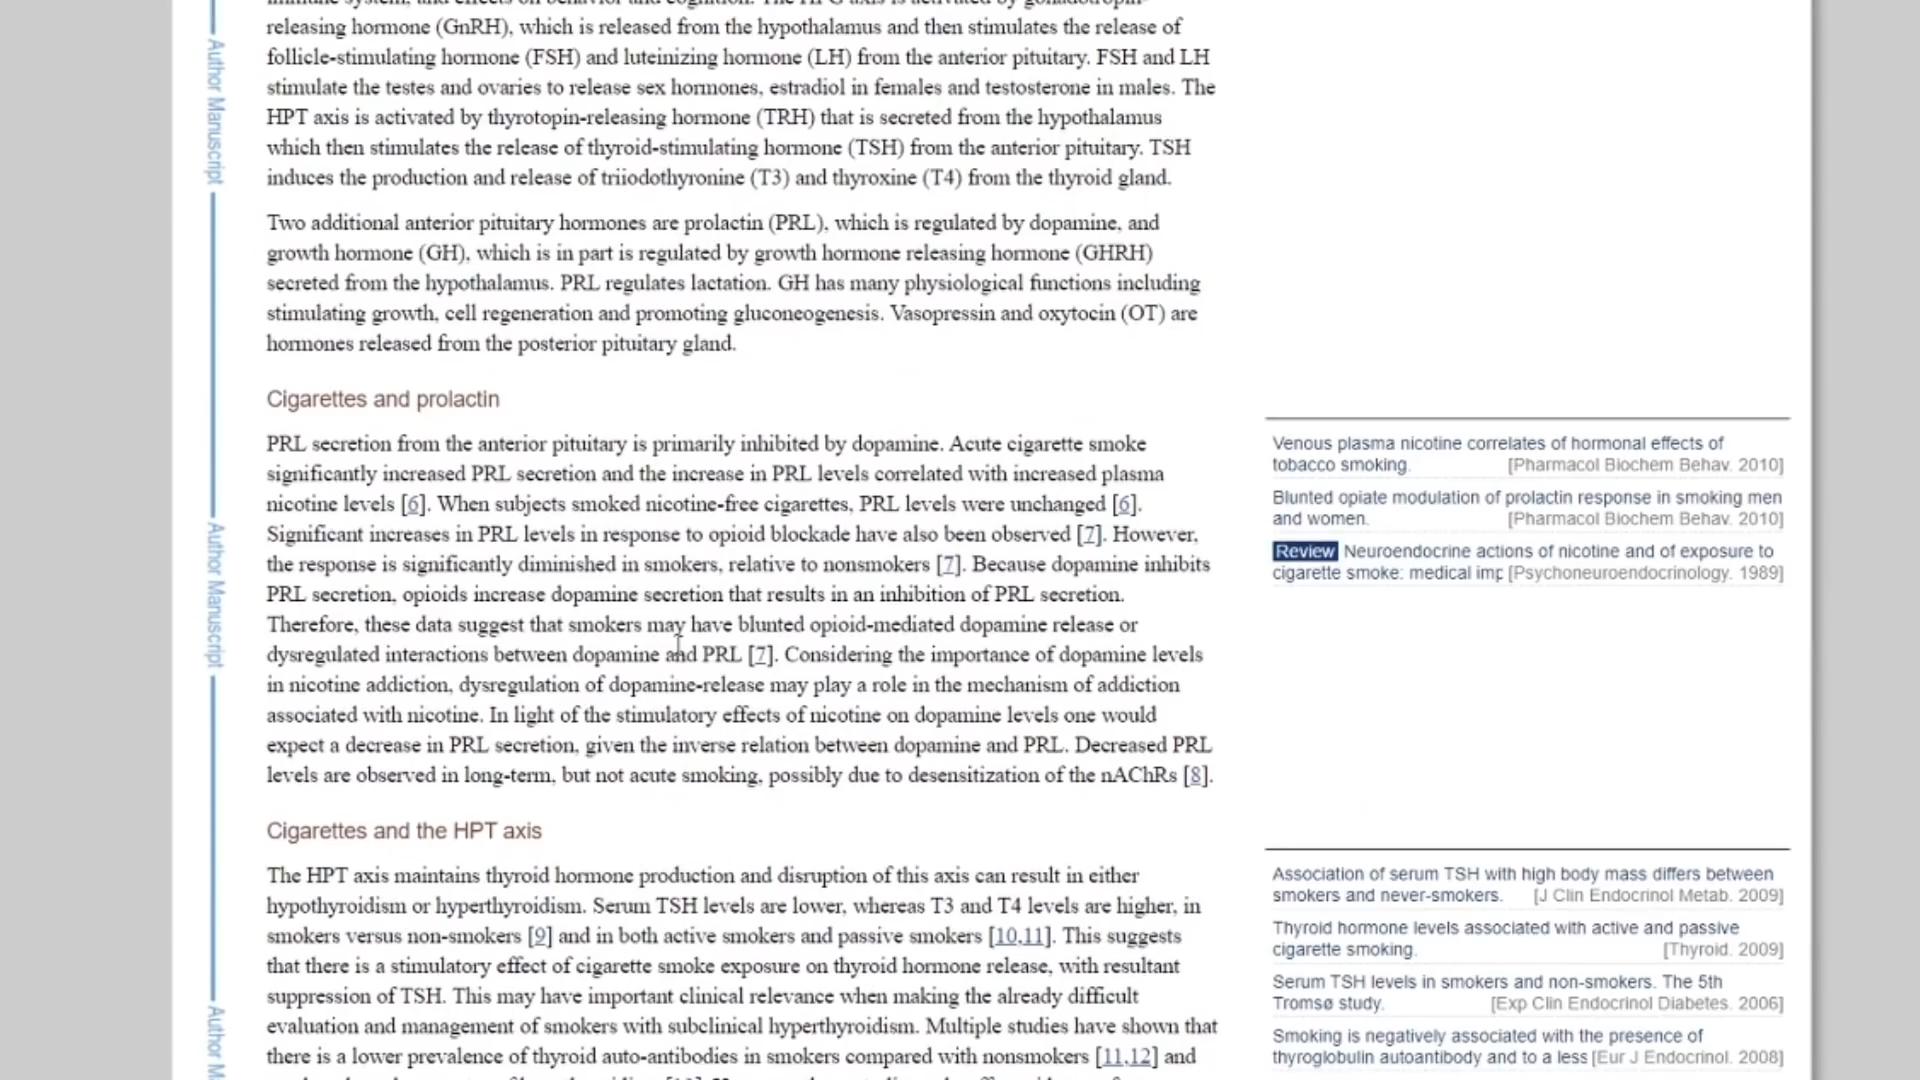 releasing hormone (GnRH), which is released from the hypothalamus and then stimulates the release of
follicle-stimulating hormone (FSH) and luteinizing hormone (LH) from the anterior pituitary. FSH and LH
stimulate the testes and ovaries to release sex hormones, estradiol in females and testosterone in males. The
HPT axis is activated by thyrotopin-releasing hormone (TRH) that is secreted from the hypothalamus
which then stimulates the release of thyroid-stimulating hormone (TSH) from the anterior pituitary. TSH
induces the production and release of triiodothyronine (T3) and thyroxine (T4) from the thyroid gland.
Two additional anterior pituitary hormones are prolactin (PRL), which is regulated by dopamine, and
growth hormone (GH), which is in part is regulated by growth hormone releasing hormone (GHRH)
secreted from the hypothalamus. PRL regulates lactation. GH has many physiological functions including
stimulating growth, cell regeneration and promoting gluconeogenesis. Vasopressin and oxytocin (OT) are
hormones released from the posterior pituitary gland.
Cigarettes and prolactin
PRL secretion from the anterior pituitary is primarily inhibited by dopamine. Acute cigarette smoke
significantly increased PRL secretion and the increase in PRL levels correlated with increased plasma
nicotine levels [6]. When subjects smoked nicotine-free cigarettes, PRL levels were unchanged [6].
Significant increases in PRL levels in response to opioid blockade have also been observed [7]. However,
the response is significantly diminished in smokers, relative to nonsmokers [7]. Because dopamine inhibits
PRL secretion, opioids increase dopamine secretion that results in an inhibition of PRL secretion.
Therefore, these data suggest that smokers may have blunted opioid-mediated dopamine release or
dysregulated interactions between dopamine and PRL [7]. Considering the importance of dopamine levels
in nicotine addiction, dysregulation of dopamine-release may play a role in the mechanism of addiction
associated with nicotine. In light of the stimulatory effects of nicotine on dopamine levels one would
expect a decrease in PRL secretion, given the inverse relation between dopamine and PRL. Decreased PRL
levels are observed in long-term, but not acute smoking, possibly due to desensitization of the nAChRs [8].
Cigarettes and the HPT axis
The HPT axis maintains thyroid hormone production and disruption of this axis can result in either
hypothyroidism or hyperthyroidism. Serum TSH levels are lower, whereas T3 and T4 levels are higher, in
smokers versus non-smokers [9] and in both active smokers and passive smokers [10,11]. This suggests
that there is a stimulatory effect of cigarette smoke exposure on thyroid hormone release, with resultant
suppression of TSH. This may have important clinical relevance when making the already difficult
evaluation and management of smokers with subclinical hyperthyroidism. Multiple studies have shown that
there is a lower prevalence of thyroid auto-antibodies in smokers compared with nonsmokers [11,12] and
Venous plasma nicotine correlates of hormonal effects of
tobacco smoking. [Pharmacol Biochem Behav. 2010]
Blunted opiate modulation of prolactin response in smoking men
and women. [Pharmacol Biochem Behav. 2010]
Review Neuroendocrine actions of nicotine and of exposure to
cigarette smoke: medical imp [Psychoneuroendocrinology. 1989]
Association of serum TSH with high body mass differs between
smokers and never-smokers. [J Clin Endocrinol Metab. 2009]
Thyroid hormone levels associated with active and passive
cigarette smoking. [Thyroid. 2009]
Serum TSH levels in smokers and non-smokers. The 5th
Tromsø study. [Exp Clin Endocrinol Diabetes. 2006]
Smoking is negatively associated with the presence of
thyroglobulin autoantibody and to a less [Eur J Endocrinol. 2008]
Author Manuscript
Author Manuscript
Author M